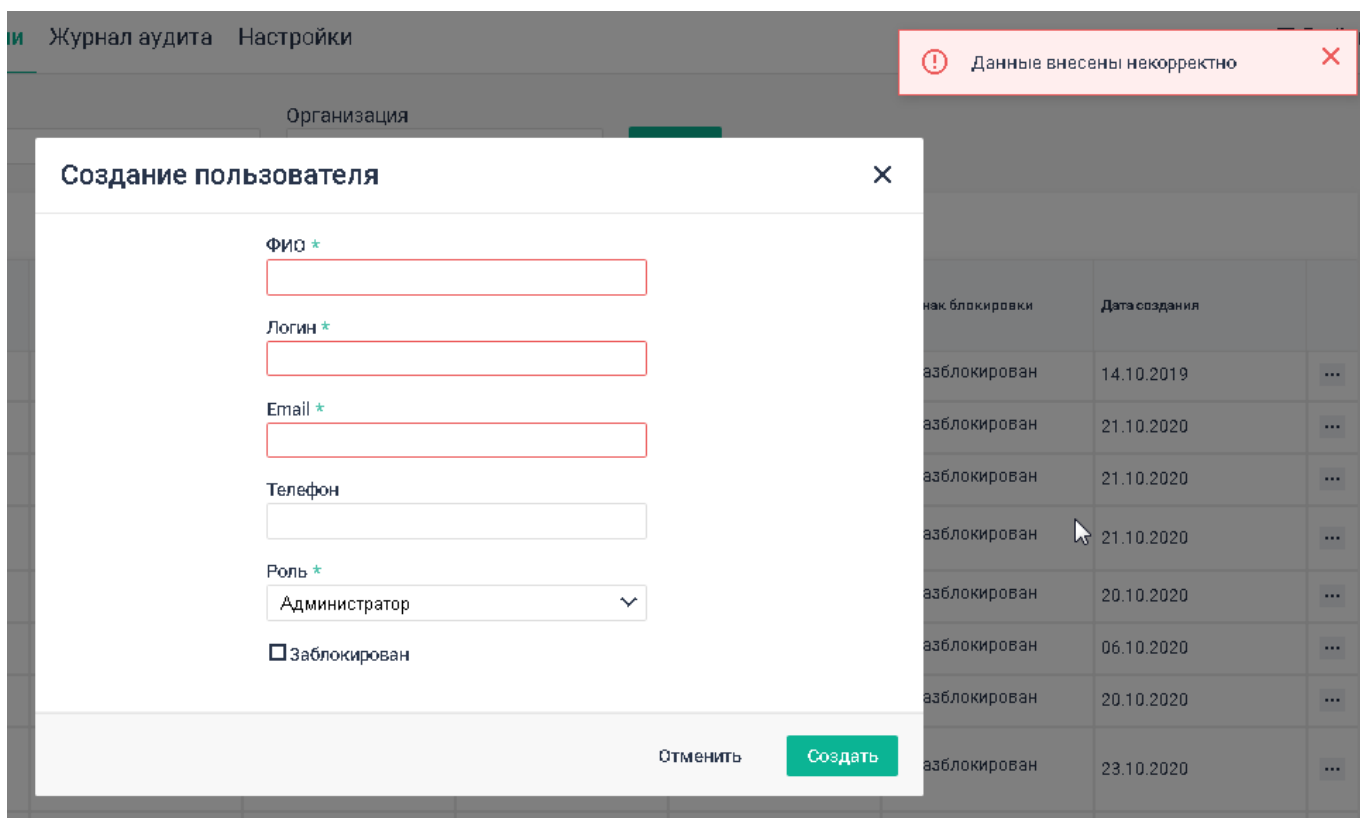 Журнал аудита Настройки
Данные внесены некорректно
Организация
Создание пользователя
ФИО *
Логин *
Email *
Телефон
Роль *
Администратор
Заблокирован
Отменить Создать
блокировки Дата создания
14.10.2019
21.10.2020
21.10.2020
21.10.2020
20.10.2020
06.10.2020
20.10.2020
23.10.2020